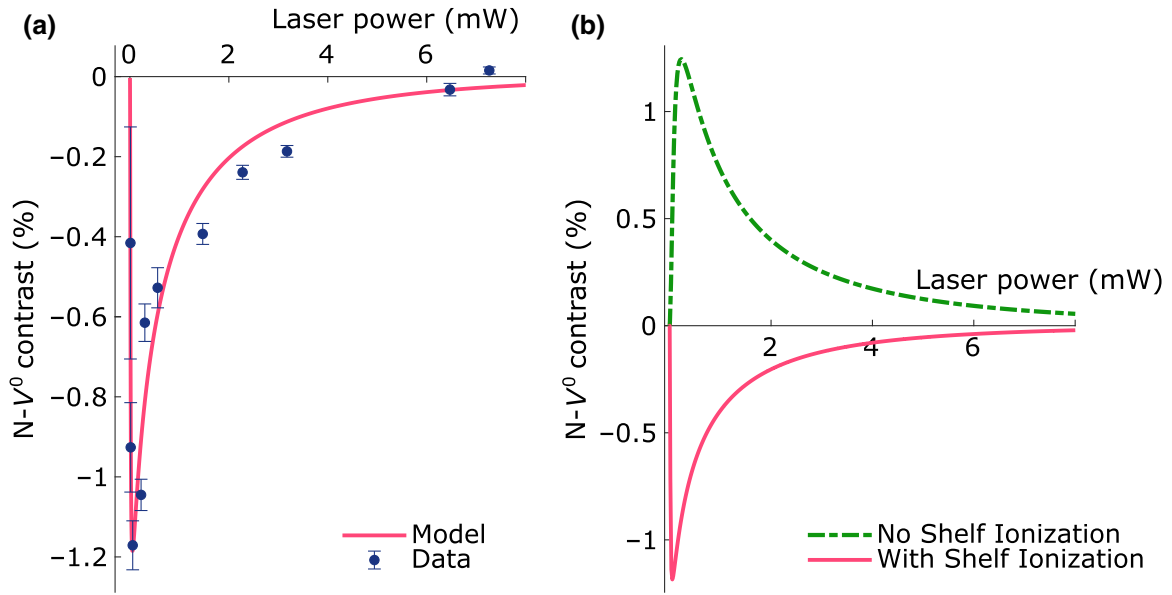 (a)
Laser power (mW)
0
2
4
6
0
−0.2
−0.4
−0.6
−0.8
−1
−1.2
N-V⁰ contrast (%)
Model
Data
(b)
1
0.5
0
−0.5
−1
N-V⁰ contrast (%)
Laser power (mW)
2
4
6
No Shelf Ionization
With Shelf Ionization